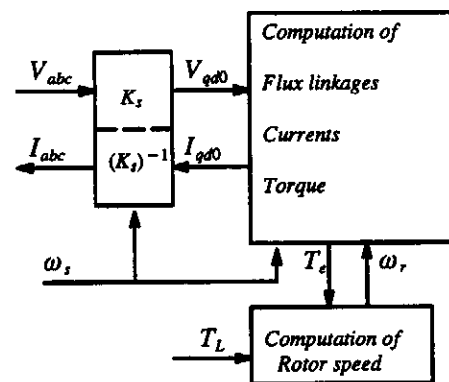 Computation of
V_abc
V_qd0
K_s
Flux linkages
I_abc
I_qd0
Currents
(K_s)^{-1}
Torque
ω_s
T_e
ω_r
T_L
Computation of
Rotor speed